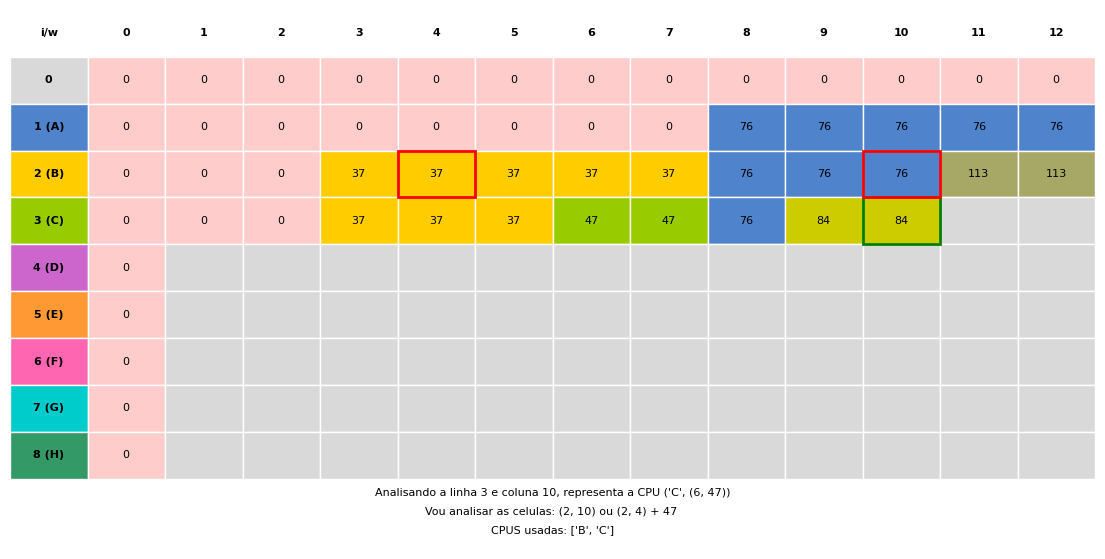 i/w 0 1 2 3 4 5 6 7 8 9 10 11 12
0 0 0 0 0 0 0 0 0 0 0 0 0 0
1 (A) 0 0 0 0 0 0 0 0 76 76 76 76 76
2 (B) 0 0 0 37 37 37 37 37 76 76 76 113 113
3 (C) 0 0 0 37 37 37 47 47 76 84 84
4 (D) 0
5 (E) 0
6 (F) 0
7 (G) 0
8 (H) 0
Analisando a linha 3 e coluna 10, representa a CPU ('C', (6, 47))
Vou analisar as celulas: (2, 10) ou (2, 4) + 47
CPUS usadas: ['B', 'C']